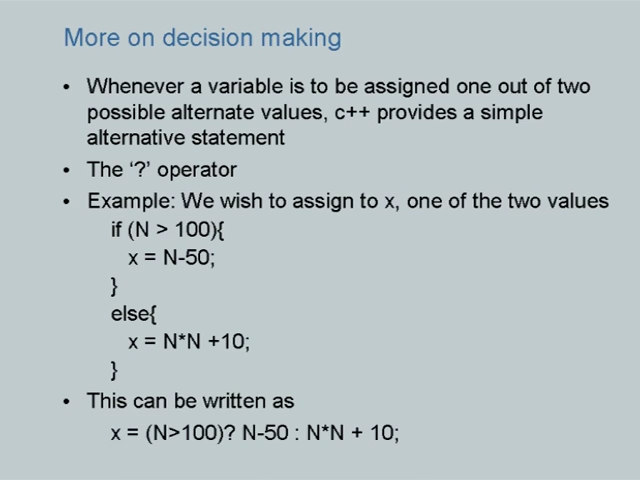 More on decision making
• Whenever a variable is to be assigned one out of two
possible alternate values, c++ provides a simple
alternative statement
• The ‘?’ operator
• Example: We wish to assign to x, one of the two values
if (N > 100){
x = N-50;
}
else{
x = N*N +10;
}
• This can be written as
x = (N>100)? N-50 : N*N + 10;